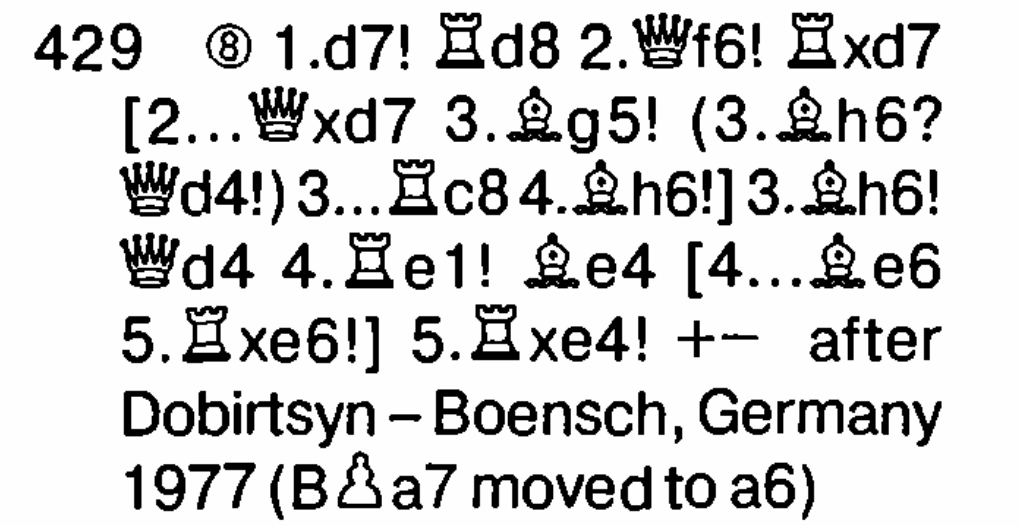 429 ⑧ 1.d7! ♖d8 2.♕f6! ♖xd7
[2...♕xd7 3.♗g5! (3.♗h6?
♕d4!) 3...♖c8 4.♗h6!] 3.♗h6!
♕d4 4.♖e1! ♗e4 [4...♗e6
5.♖xe6!] 5.♖xe4! +− after
Dobirtsyn – Boensch, Germany
1977 (B♙a7 moved to a6)